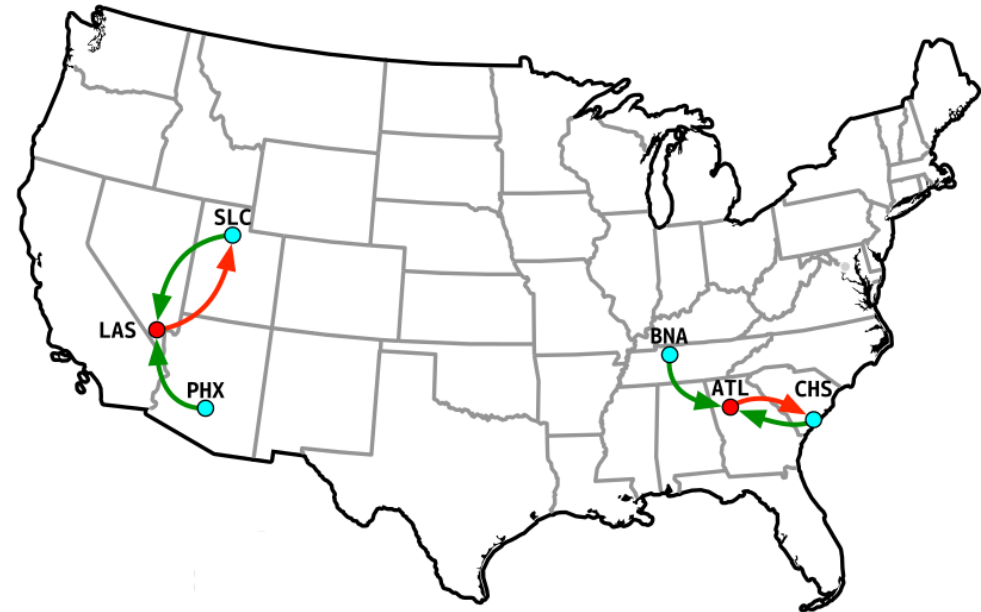 SLC
LAS
BNA
PHX
ATL
CHS